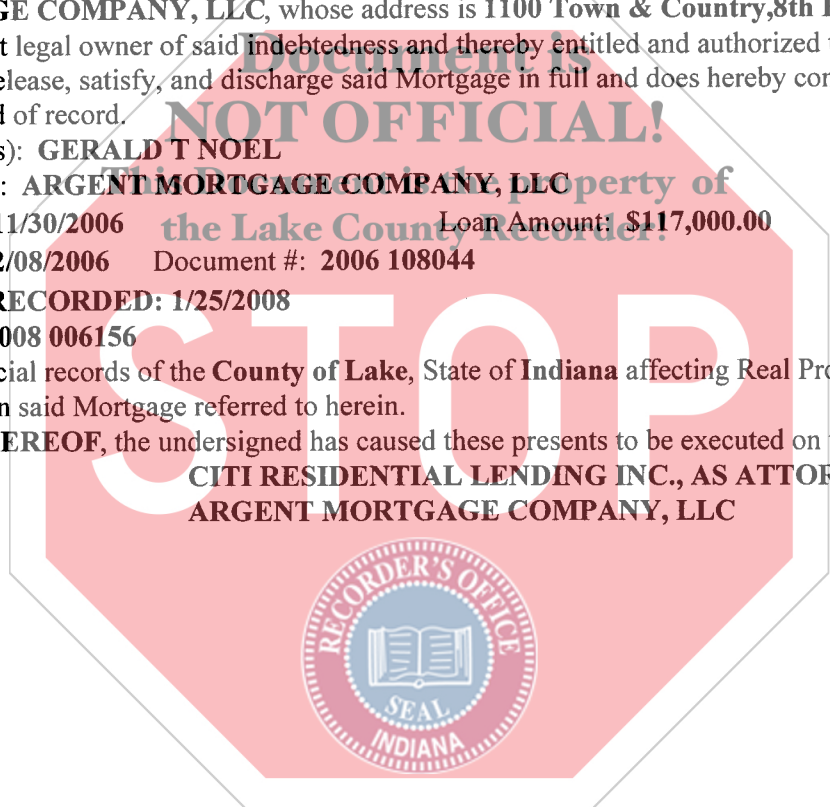 GE COMPANY, LLC, whose address is 1100 Town & Country,8th
t legal owner of said indebtedness and thereby entitled and authorized
elease, satisfy, and discharge said Mortgage in full and does hereby
d of record.
s): GERALD T NOEL
: ARGENT MORTGAGE COMPANY, LLC
11/30/2006 Loan Amount: $117,000.00
2/08/2006 Document #: 2006 108044
RECORDED: 1/25/2008
008 006156
cial records of the County of Lake, State of Indiana affecting Real
n said Mortgage referred to herein.
EREOF, the undersigned has caused these presents to be executed on
CITI RESIDENTIAL LENDING INC., AS
ARGENT MORTGAGE COMPANY, LLC
Document is
NOT OFFICIAL!
This Document is the property of
the Lake County Recorder!
STOP
RECORDER'S OFFICE
SEAL
INDIANA